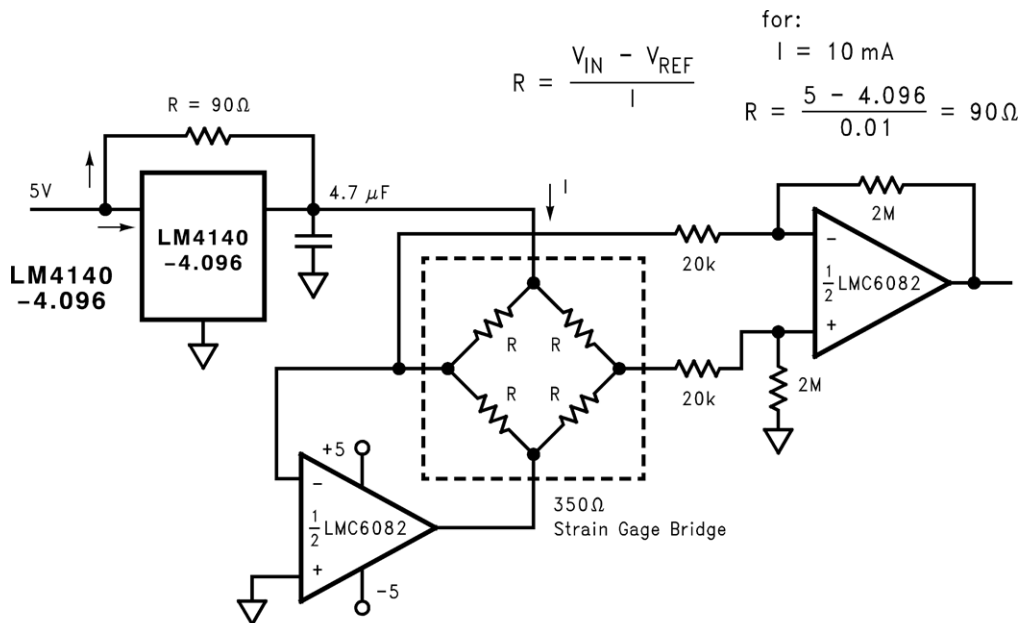 for:
I = 10 mA
R = (V_IN − V_REF) / I
R = (5 − 4.096) / 0.01 = 90Ω
R = 90Ω
5V
4.7 µF
I
2M
LM4140
-4.096
LM4140
-4.096
20k
−
1/2 LMC6082
+
R
R
R
R
20k
2M
+5
−
1/2 LMC6082
+
−5
350Ω
Strain Gage Bridge